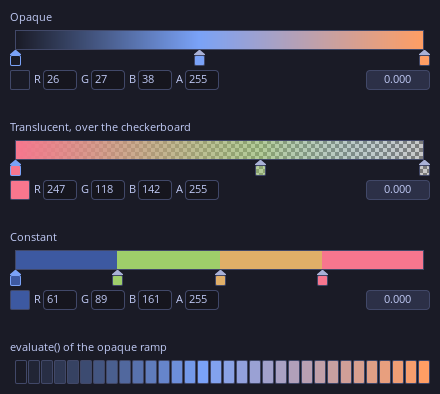 Opaque
R 26 G 27 B 38 A 255 0.000
Translucent, over the checkerboard
R 247 G 118 B 142 A 255 0.000
Constant
R 61 G 89 B 161 A 255 0.000
evaluate() of the opaque ramp